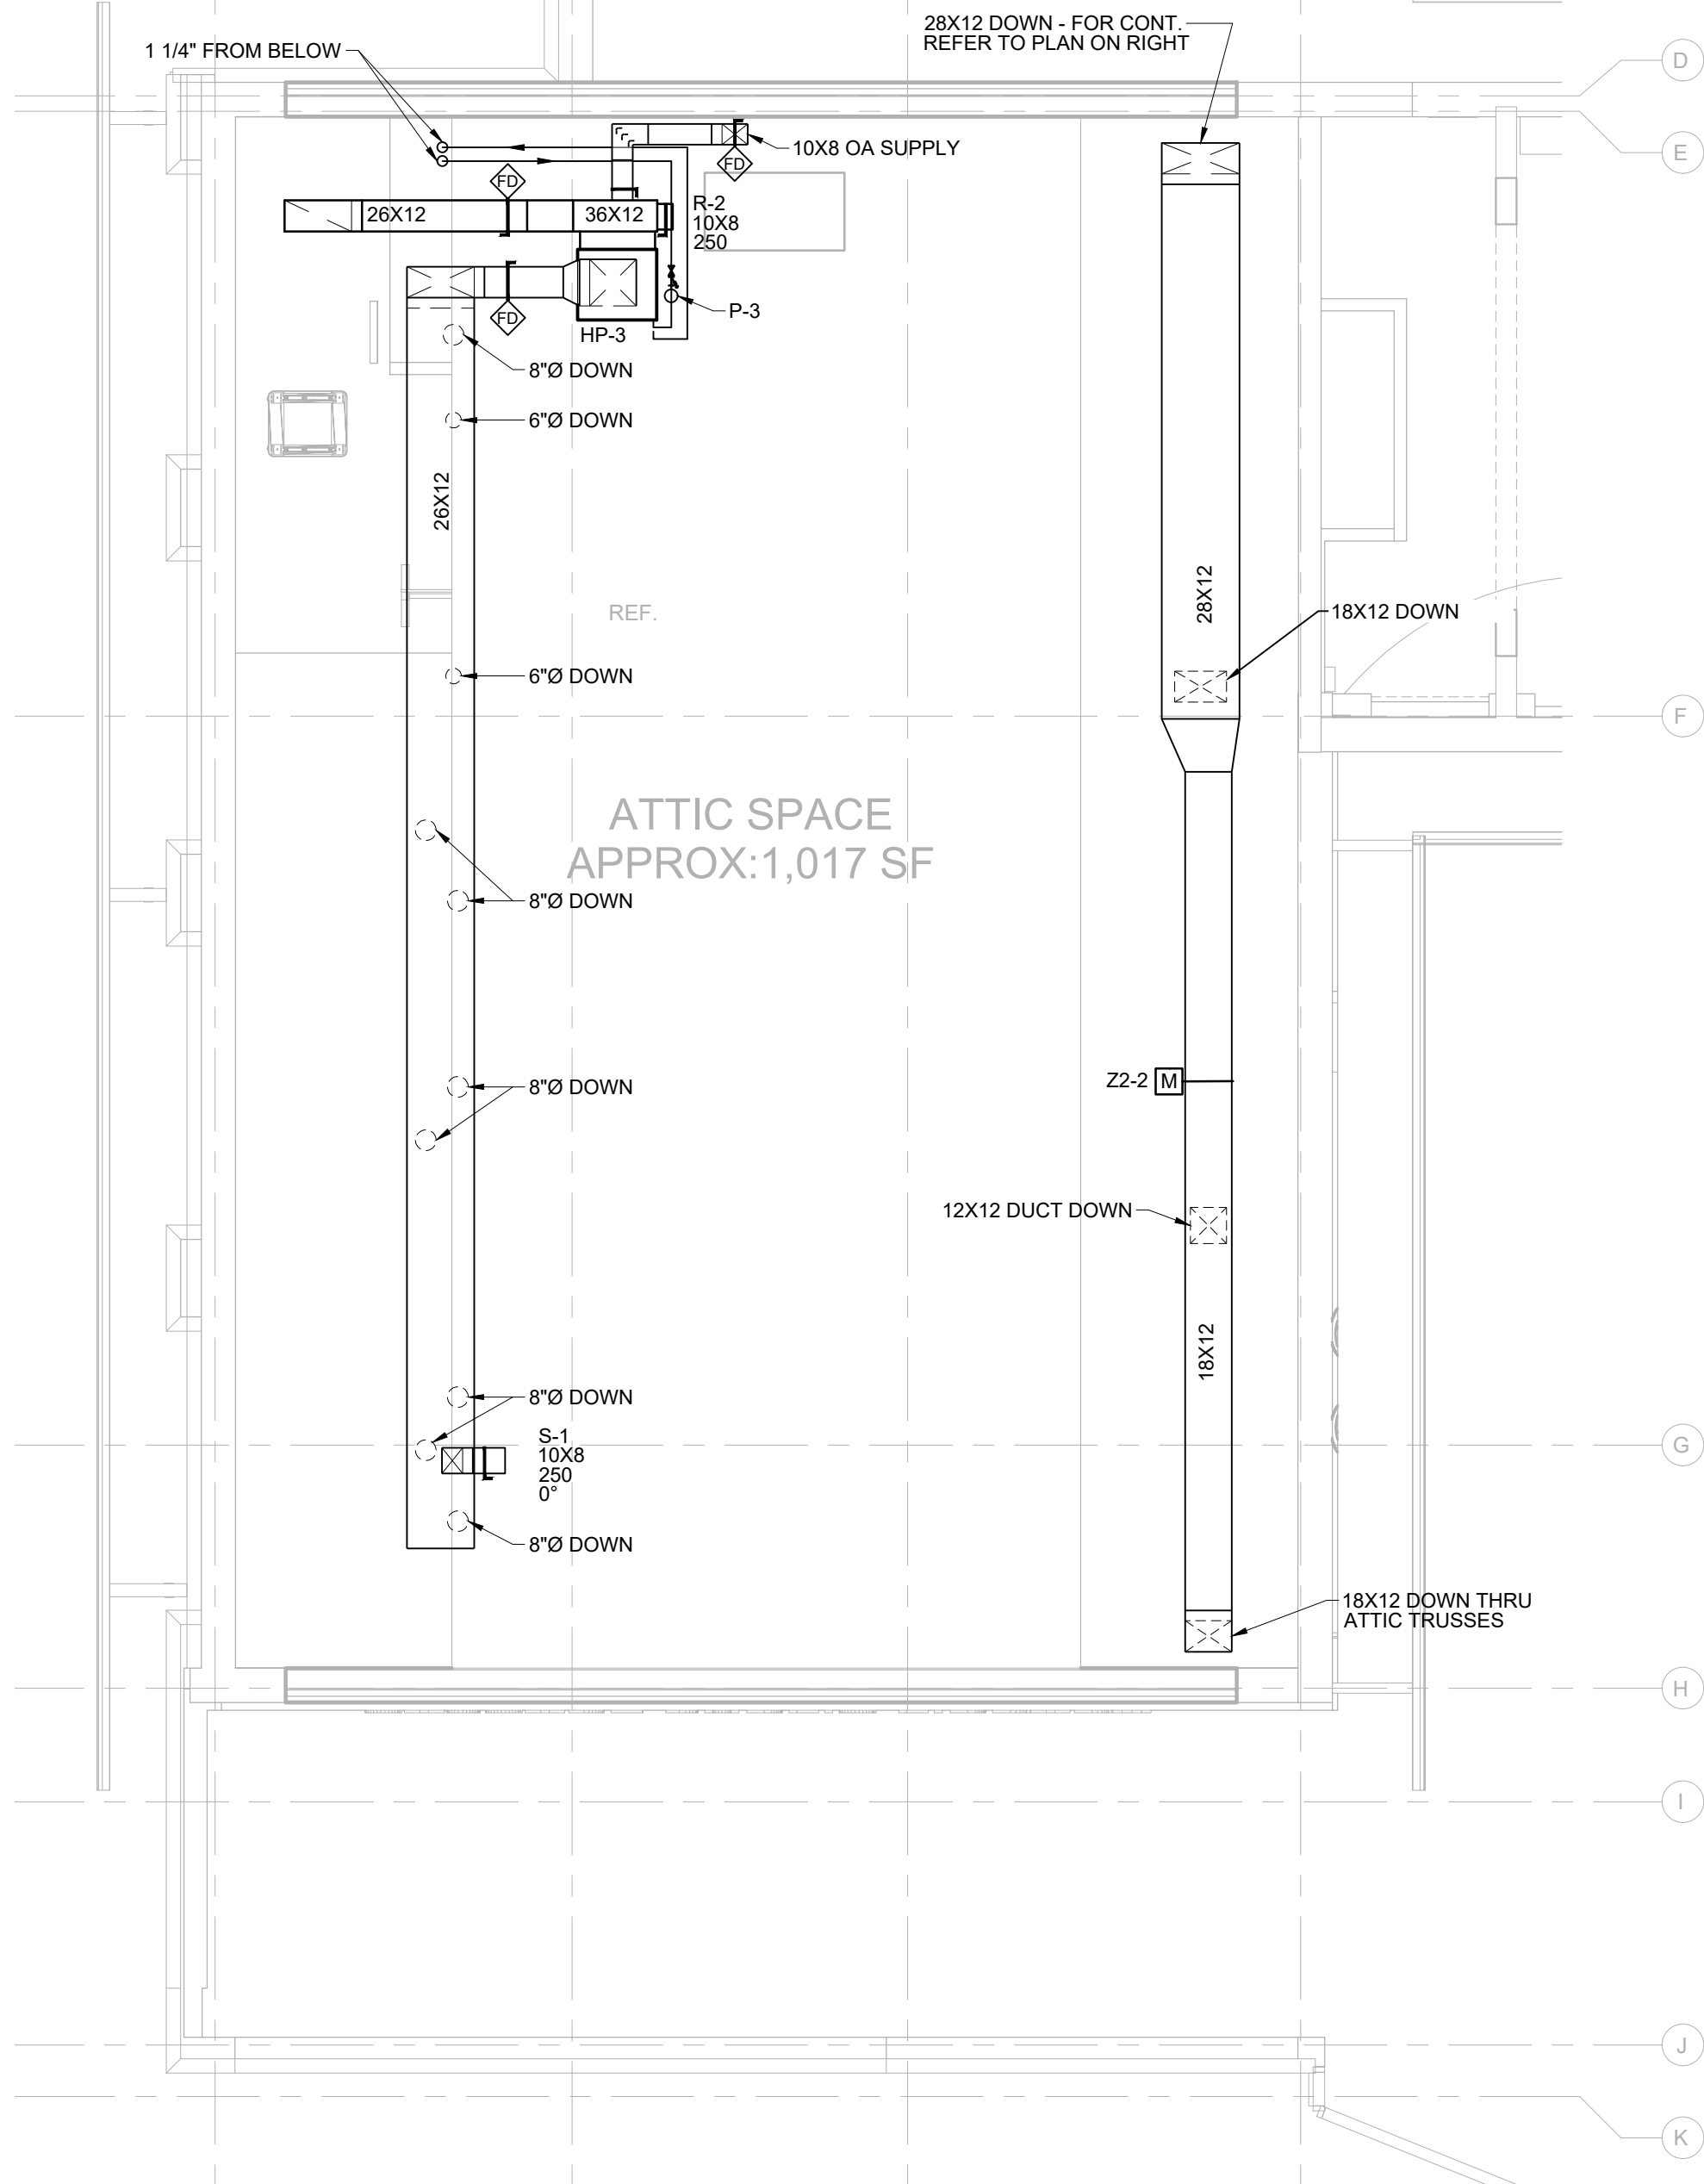 28X12 DOWN - FOR CONT.
REFER TO PLAN ON RIGHT
1 1/4" FROM BELOW
D
E
10X8 OA SUPPLY
FD
FD
26X12
36X12
R-2
10X8
250
P-3
FD
HP-3
8"Ø DOWN
6"Ø DOWN
26X12
REF.
28X12
18X12 DOWN
6"Ø DOWN
F
ATTIC SPACE
APPROX:1,017 SF
8"Ø DOWN
Z2-2
M
8"Ø DOWN
12X12 DUCT DOWN
18X12
8"Ø DOWN
S-1
10X8
250
0°
G
8"Ø DOWN
18X12 DOWN THRU
ATTIC TRUSSES
H
I
J
K